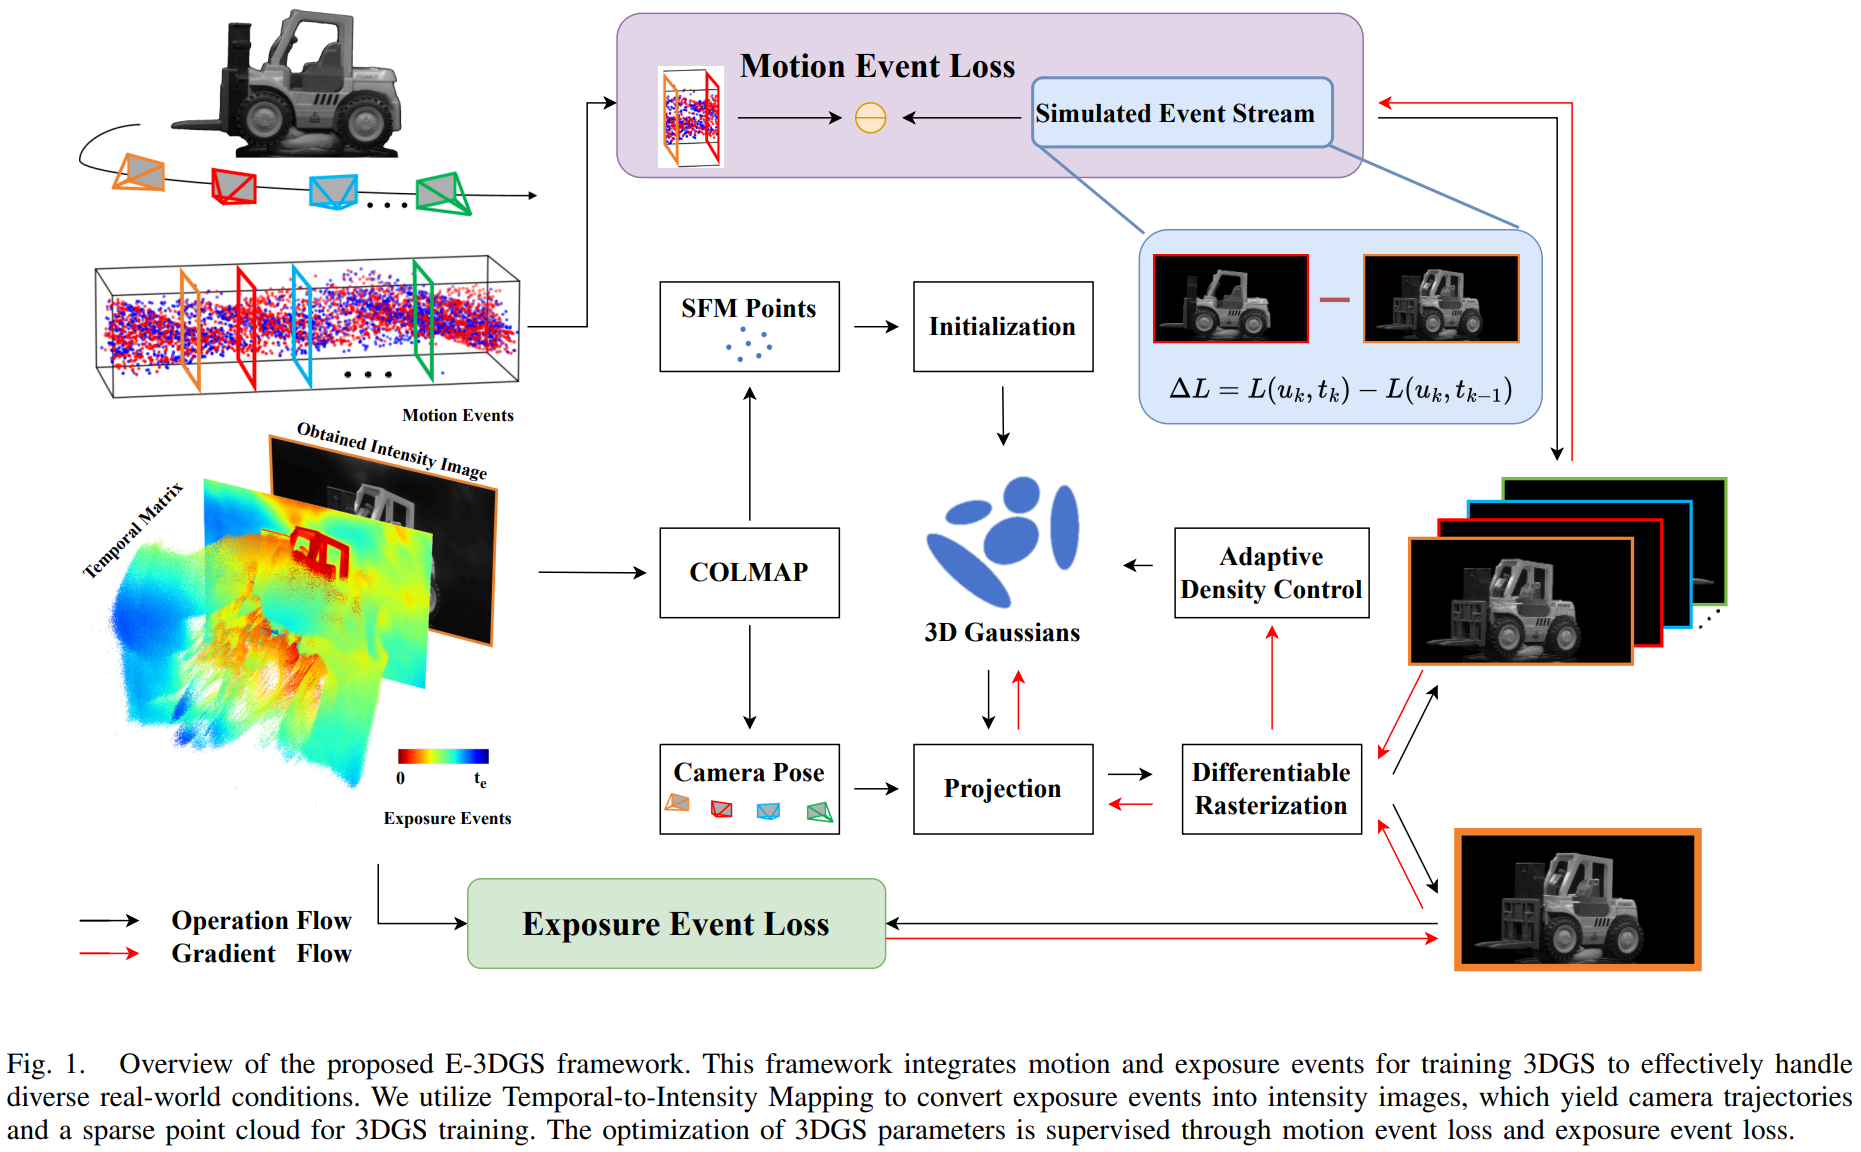 Motion Event Loss
Simulated Event Stream
ΔL = L(u_k, t_k) − L(u_k, t_{k−1})
Motion Events
Obtained Intensity Image
Temporal Matrix
0
t_e
Exposure Events
SFM Points
Initialization
COLMAP
3D Gaussians
Adaptive
Density Control
Camera Pose
Projection
Differentiable
Rasterization
Operation Flow
Gradient Flow
Exposure Event Loss
Fig. 1. Overview of the proposed E-3DGS framework. This framework integrates motion and exposure events for training 3DGS to effectively handle
diverse real-world conditions. We utilize Temporal-to-Intensity Mapping to convert exposure events into intensity images, which yield camera trajectories
and a sparse point cloud for 3DGS training. The optimization of 3DGS parameters is supervised through motion event loss and exposure event loss.